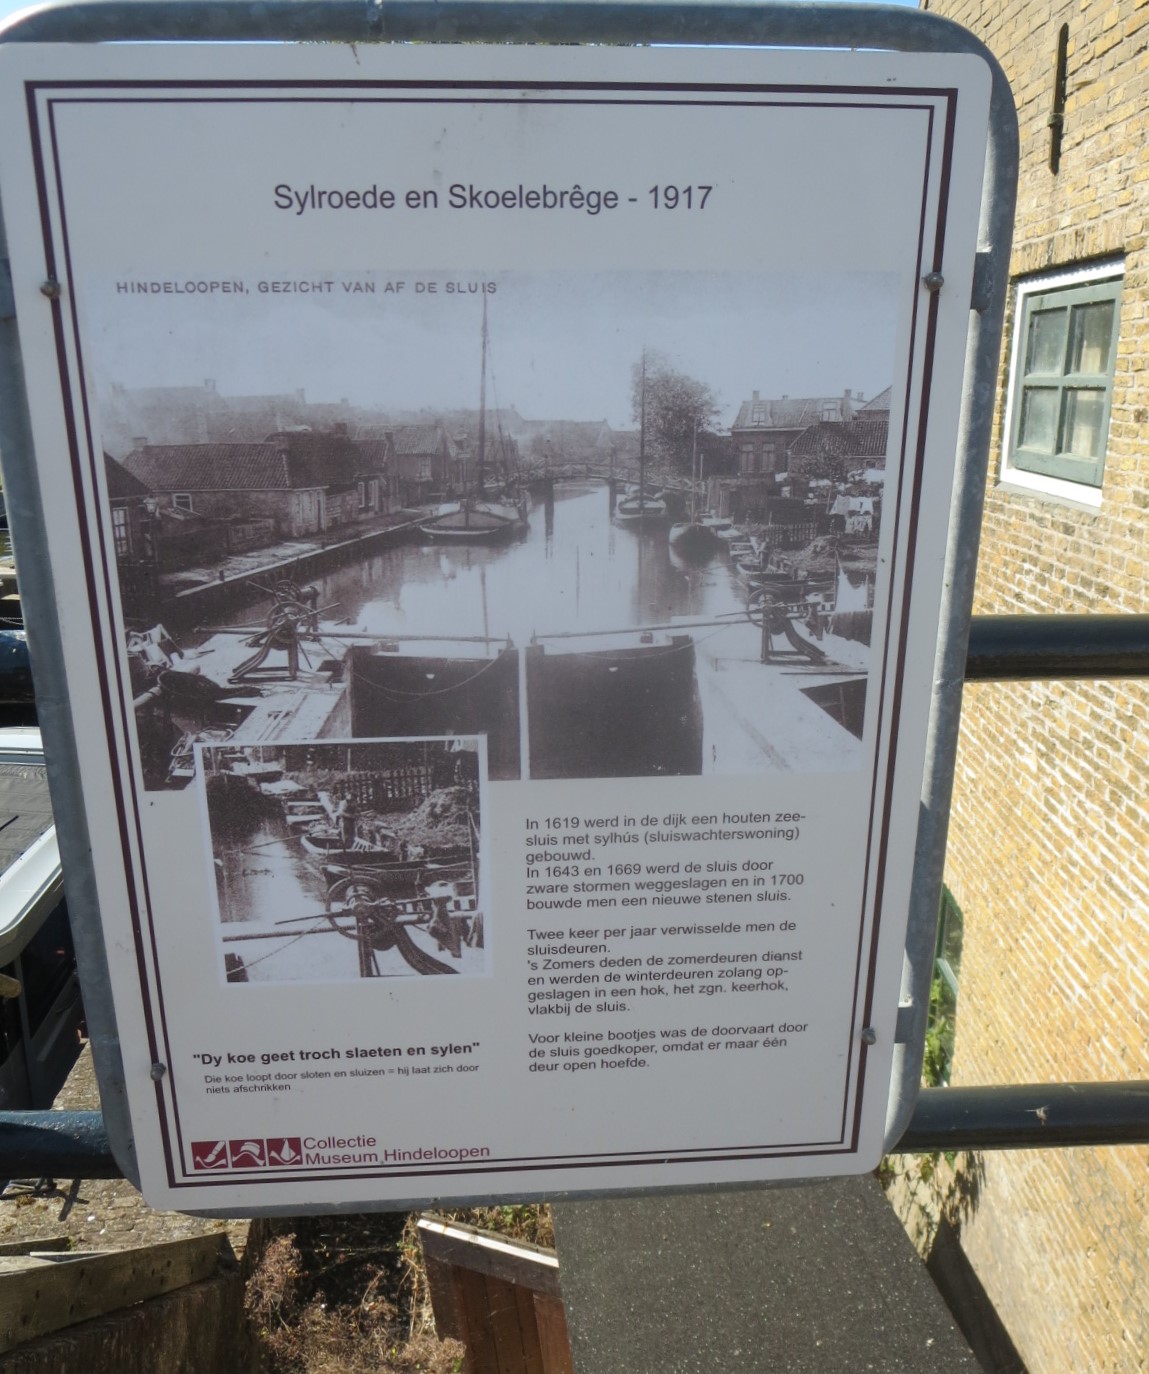 Sylroede en Skoelebrêge - 1917
HINDELOOPEN, GEZICHT VAN AF DE SLUIS
In 1619 werd in de dijk een houten zee-
sluis met sylhús (sluiswachterswoning)
gebouwd.
In 1643 en 1669 werd de sluis door
zware stormen weggeslagen en in 1700
bouwde men een nieuwe stenen sluis.
Twee keer per jaar verwisselde men de
sluisdeuren.
's Zomers deden de zomerdeuren dienst
en werden de winterdeuren zolang op-
geslagen in een hok, het zgn. keerhok,
vlakbij de sluis.
Voor kleine bootjes was de doorvaart door
de sluis goedkoper, omdat er maar één
deur open hoefde.
"Dy koe geet troch slaeten en sylen"
Die koe loopt door sloten en sluizen = hij laat zich door
niets afschrikken
Collectie
Museum Hindeloopen